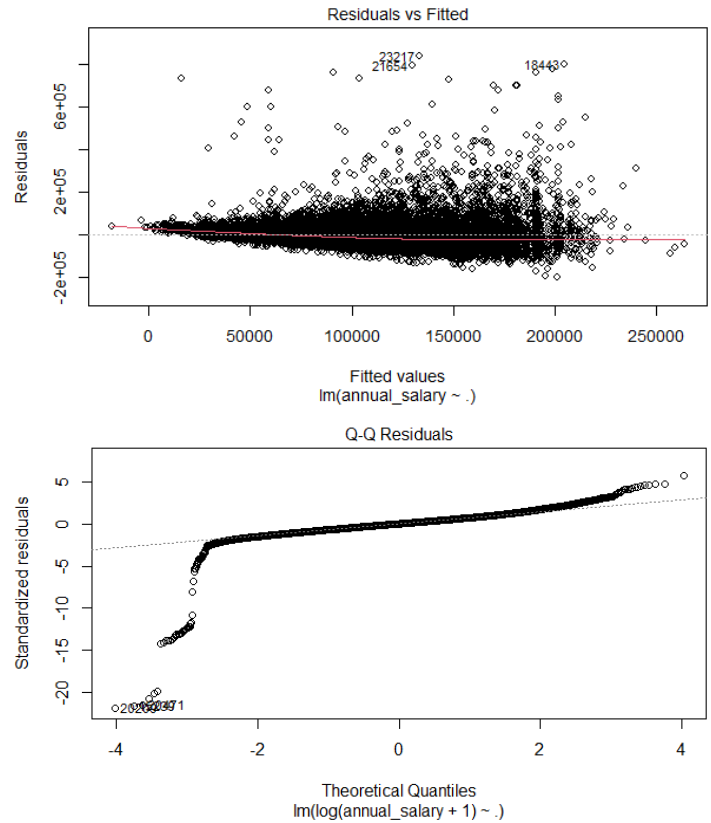 Residuals vs Fitted
23217
21654
18443
Residuals
6e+05
2e+05
-2e+05
0 50000 100000 150000 200000 250000
Fitted values
lm(annual_salary ~ .)
Q-Q Residuals
Standardized residuals
5
0
-5
-10
-15
-20
-4 -2 0 2 4
Theoretical Quantiles
lm(log(annual_salary + 1) ~ .)